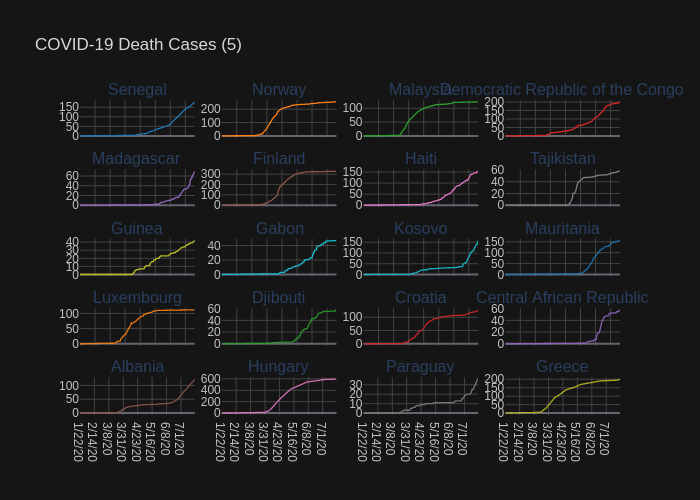 COVID-19 Death Cases (5)
Senegal Norway Malaysia Democratic Republic of the Congo
150 200 100 200
100 100 50 150
50 0 0 100
0 50
0
Madagascar Finland Haiti Tajikistan
60 300 150 60
40 200 100 40
20 100 50 20
0 0 0 0
Guinea Gabon Kosovo Mauritania
40 40 150 150
30 20 100 100
20 0 50 50
10 0 0
0
Luxembourg Djibouti Croatia Central African Republic
100 60 100 60
50 40 50 40
0 20 0 20
0 0
Albania Hungary Paraguay Greece
100 600 30 200
50 400 20 150
0 200 10 100
0 0 50
0
1/22/20 2/14/20 3/8/20 3/31/20 4/23/20 5/16/20 6/8/20 7/1/20
1/22/20 2/14/20 3/8/20 3/31/20 4/23/20 5/16/20 6/8/20 7/1/20
1/22/20 2/14/20 3/8/20 3/31/20 4/23/20 5/16/20 6/8/20 7/1/20
1/22/20 2/14/20 3/8/20 3/31/20 4/23/20 5/16/20 6/8/20 7/1/20